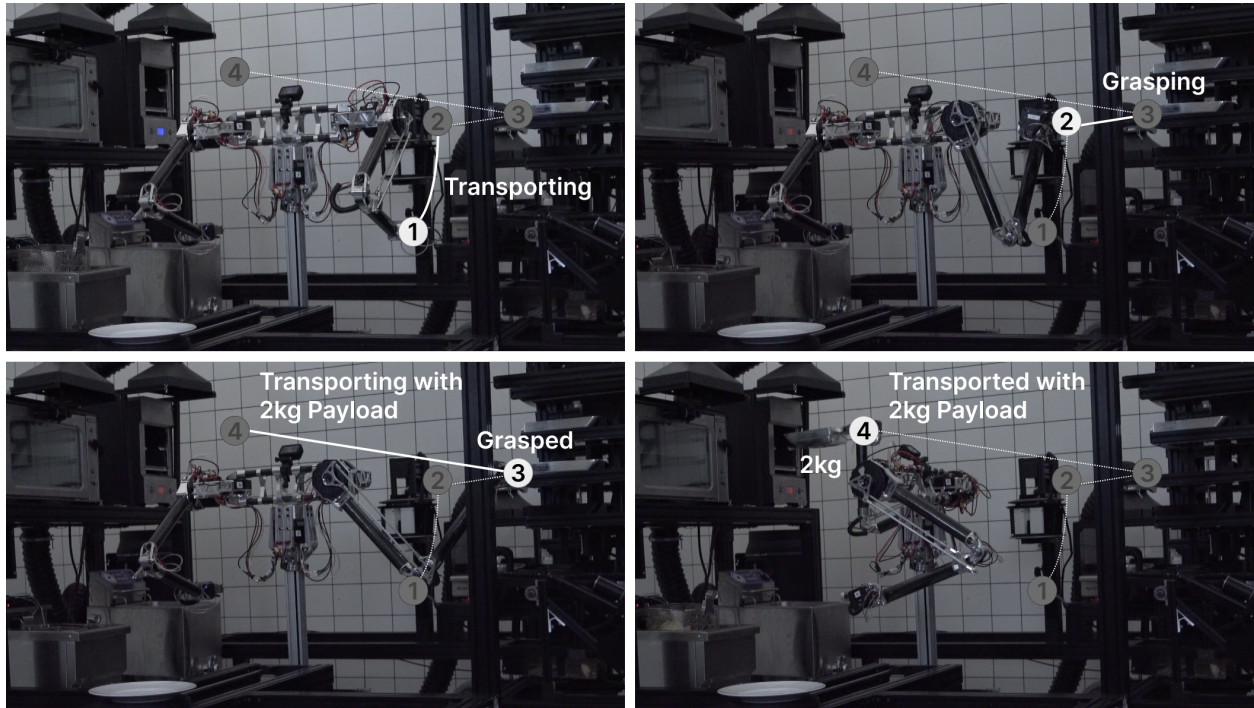 4
2
3
Transporting
1
4
Grasping
2
3
1
Transporting with
2kg Payload
4
Grasped
3
2
1
Transported with
2kg Payload
4
2kg
3
2
1